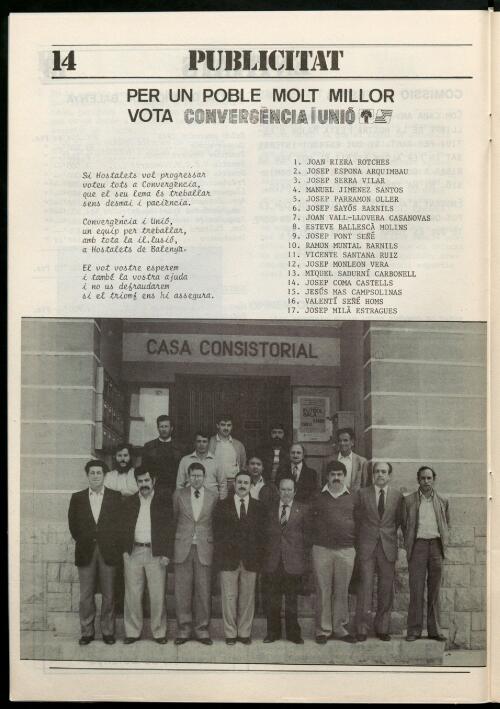 14
PUBLICITAT
PER UN POBLE MOLT MILLOR
VOTA CONVERGÈNCIA i UNIÓ
Si Hostalets vol progressar
voteu tots a Convergència,
que el seu lema és treballar
sens desmai i paciència.
Convergència i Unió,
un equip per treballar,
amb tota la il.lusió,
a Hostalets de Balenyà.
El vot vostre esperem
i també la vostra ajuda
i no us defraudarem
si el triomf ens hi assegura.
1. JOAN RIERA ROTCHES
2. JOSEP ESPONA ARQUIMBAU
3. JOSEP SERRA VILAR
4. MANUEL JIMENEZ SANTOS
5. JOSEP PARRAMON OLLER
6. JOSEP SAYÓS BARNILS
7. JOAN VALL-LLOVERA CASANOVAS
8. ESTEVE BALLESCÀ MOLINS
9. JOSEP PONT SEÑÉ
10. RAMON MUNTAL BARNILS
11. VICENTE SANTANA RUIZ
12. JOSEP MONLEON VERA
13. MIQUEL SADURNÍ CARBONELL
14. JOSEP COMA CASTELLS
15. JESÚS MAS CAMPSOLINAS
16. VALENTÍ SEÑÉ HOMS
17. JOSEP MILÀ ESTRAGUES
CASA CONSISTORIAL
FUTBOL
SALA